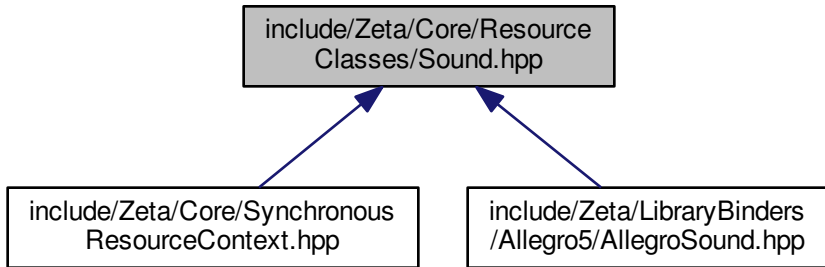 include/Zeta/Core/Resource
Classes/Sound.hpp
include/Zeta/Core/Synchronous
ResourceContext.hpp
include/Zeta/LibraryBinders
/Allegro5/AllegroSound.hpp